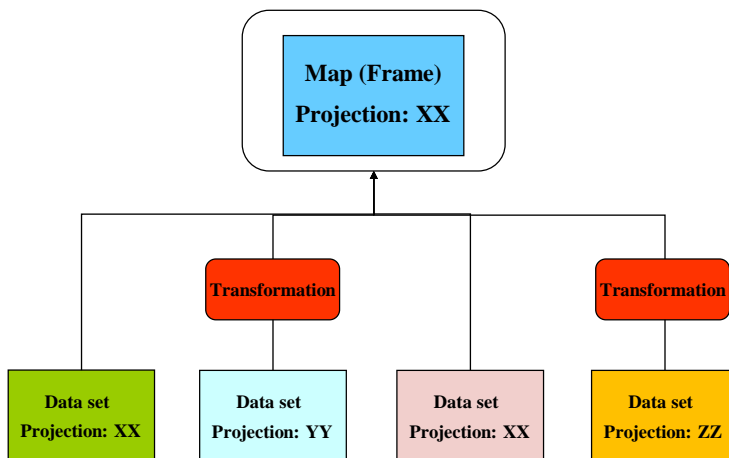 Map (Frame)
Projection: XX
Transformation
Transformation
Data set
Projection: XX
Data set
Projection: YY
Data set
Projection: XX
Data set
Projection: ZZ